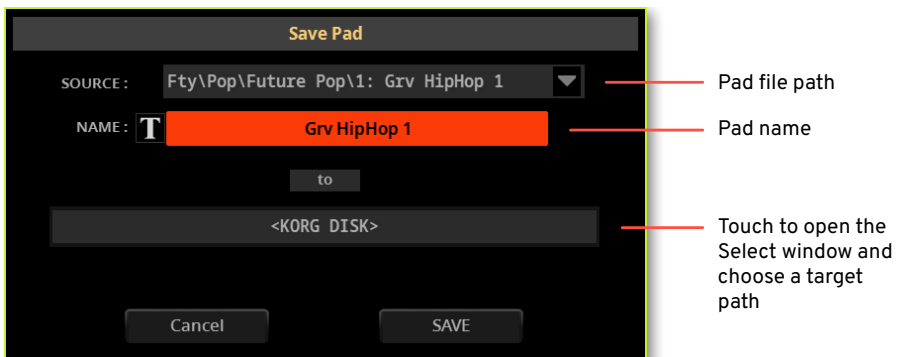 Save Pad
SOURCE: Fty\Pop\Future Pop\1: Grv HipHop 1
Pad file path
NAME: T Grv HipHop 1
Pad name
to
<KORG DISK>
Touch to open the
Select window and
choose a target
path
Cancel SAVE